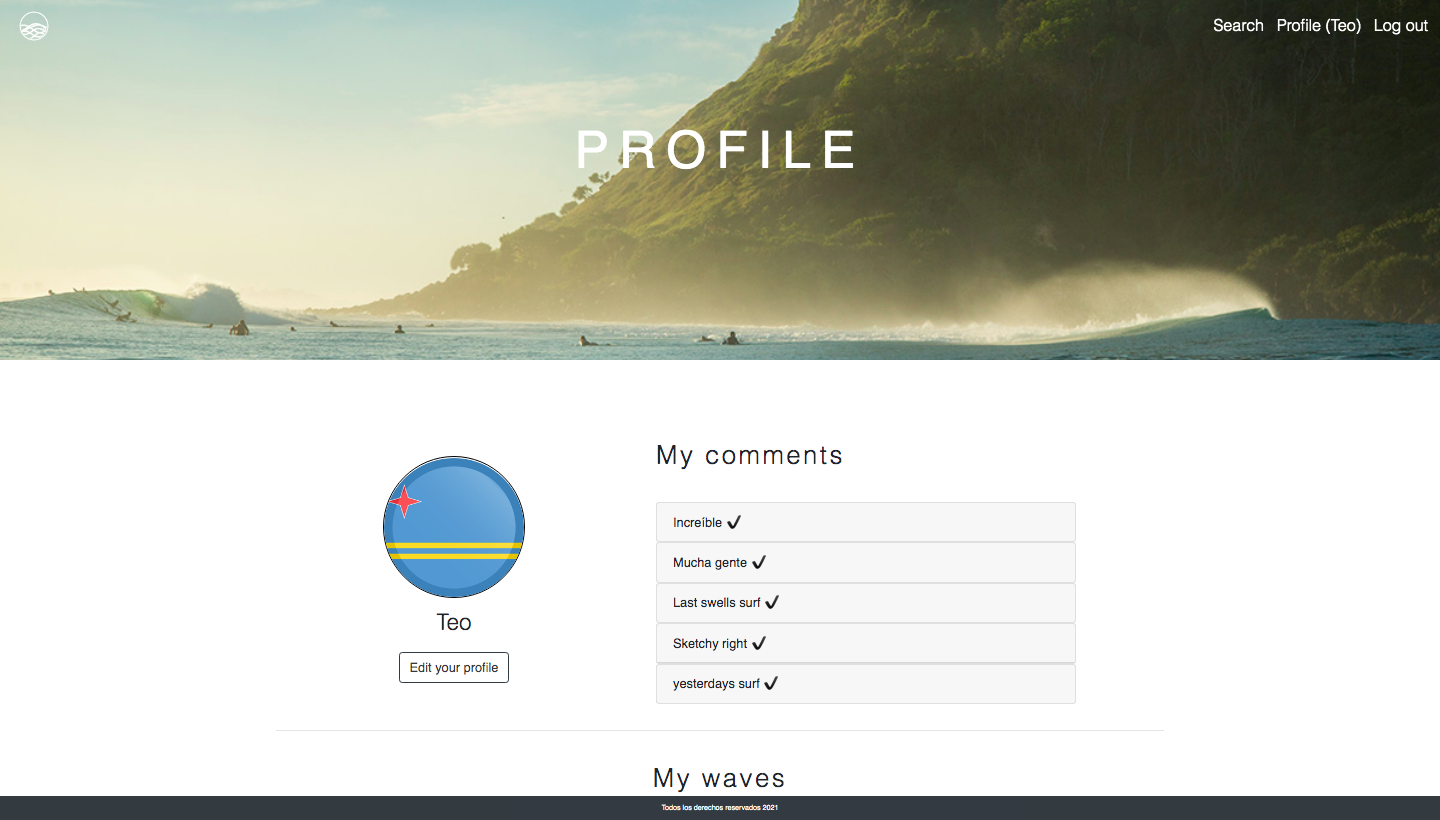 Search Profile (Teo) Log out
PROFILE
My comments
Increíble ✔
Mucha gente ✔
Last swells surf ✔
Sketchy right ✔
yesterdays surf ✔
Teo
Edit your profile
My waves
Todos los derechos reservados 2021